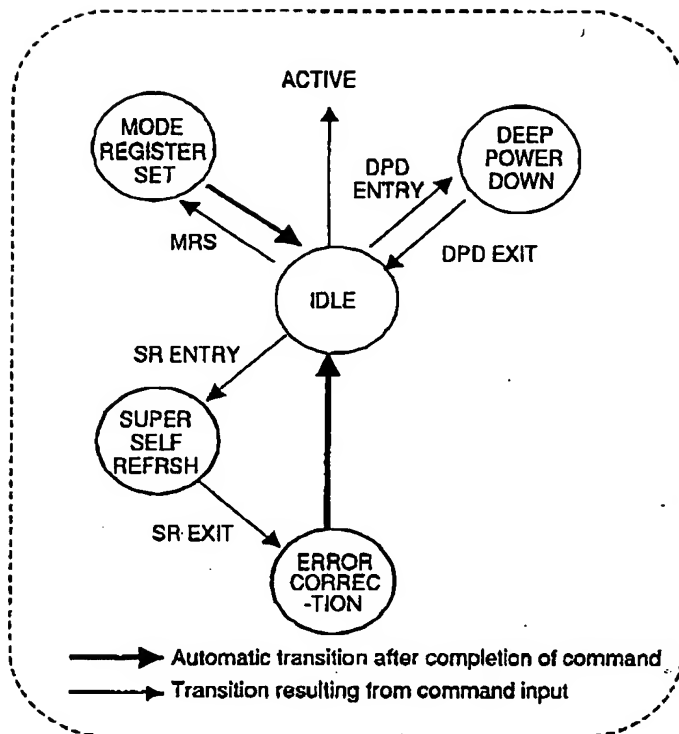 ACTIVE
MODE
REGISTER
SET
DEEP
POWER
DOWN
DPD
ENTRY
MRS
DPD EXIT
IDLE
SR ENTRY
SUPER
SELF
REFRSH
SR EXIT
ERROR
CORREC
-TION
Automatic transition after completion of command
Transition resulting from command input